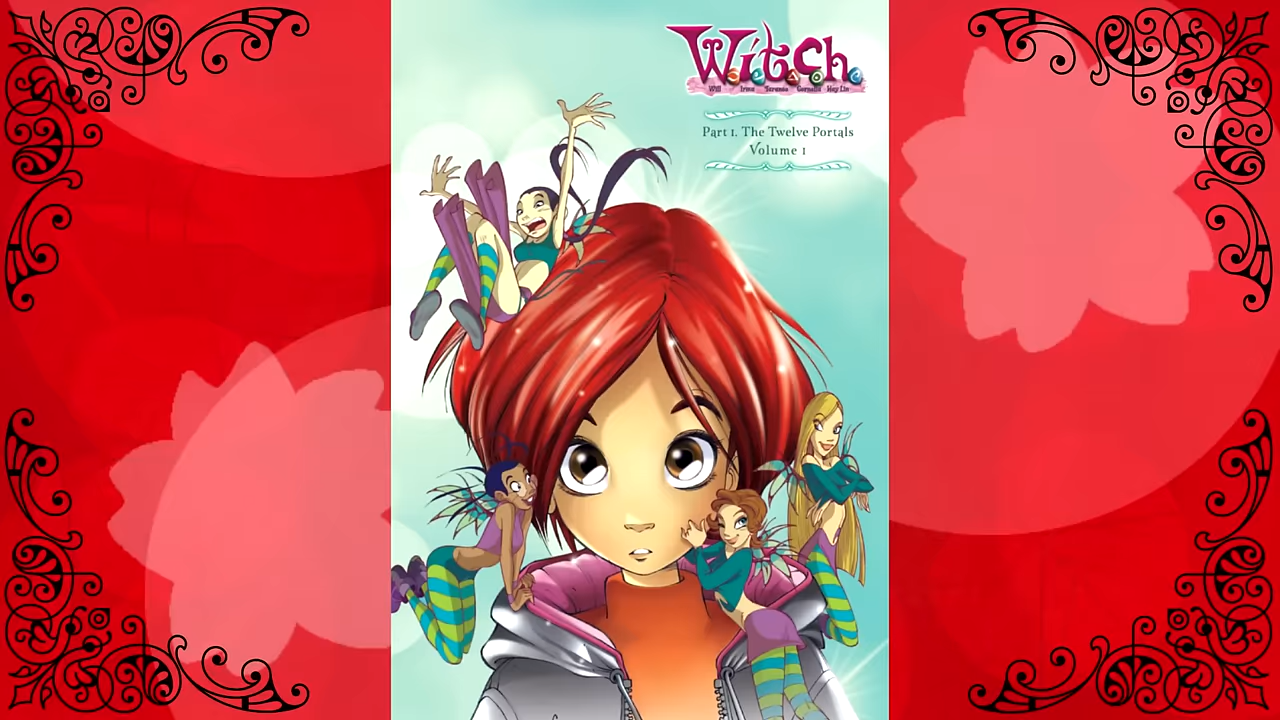 W.i.t.c.h.
Will Irma Taranee Cornelia Hay Lin
Part 1. The Twelve Portals
Volume 1